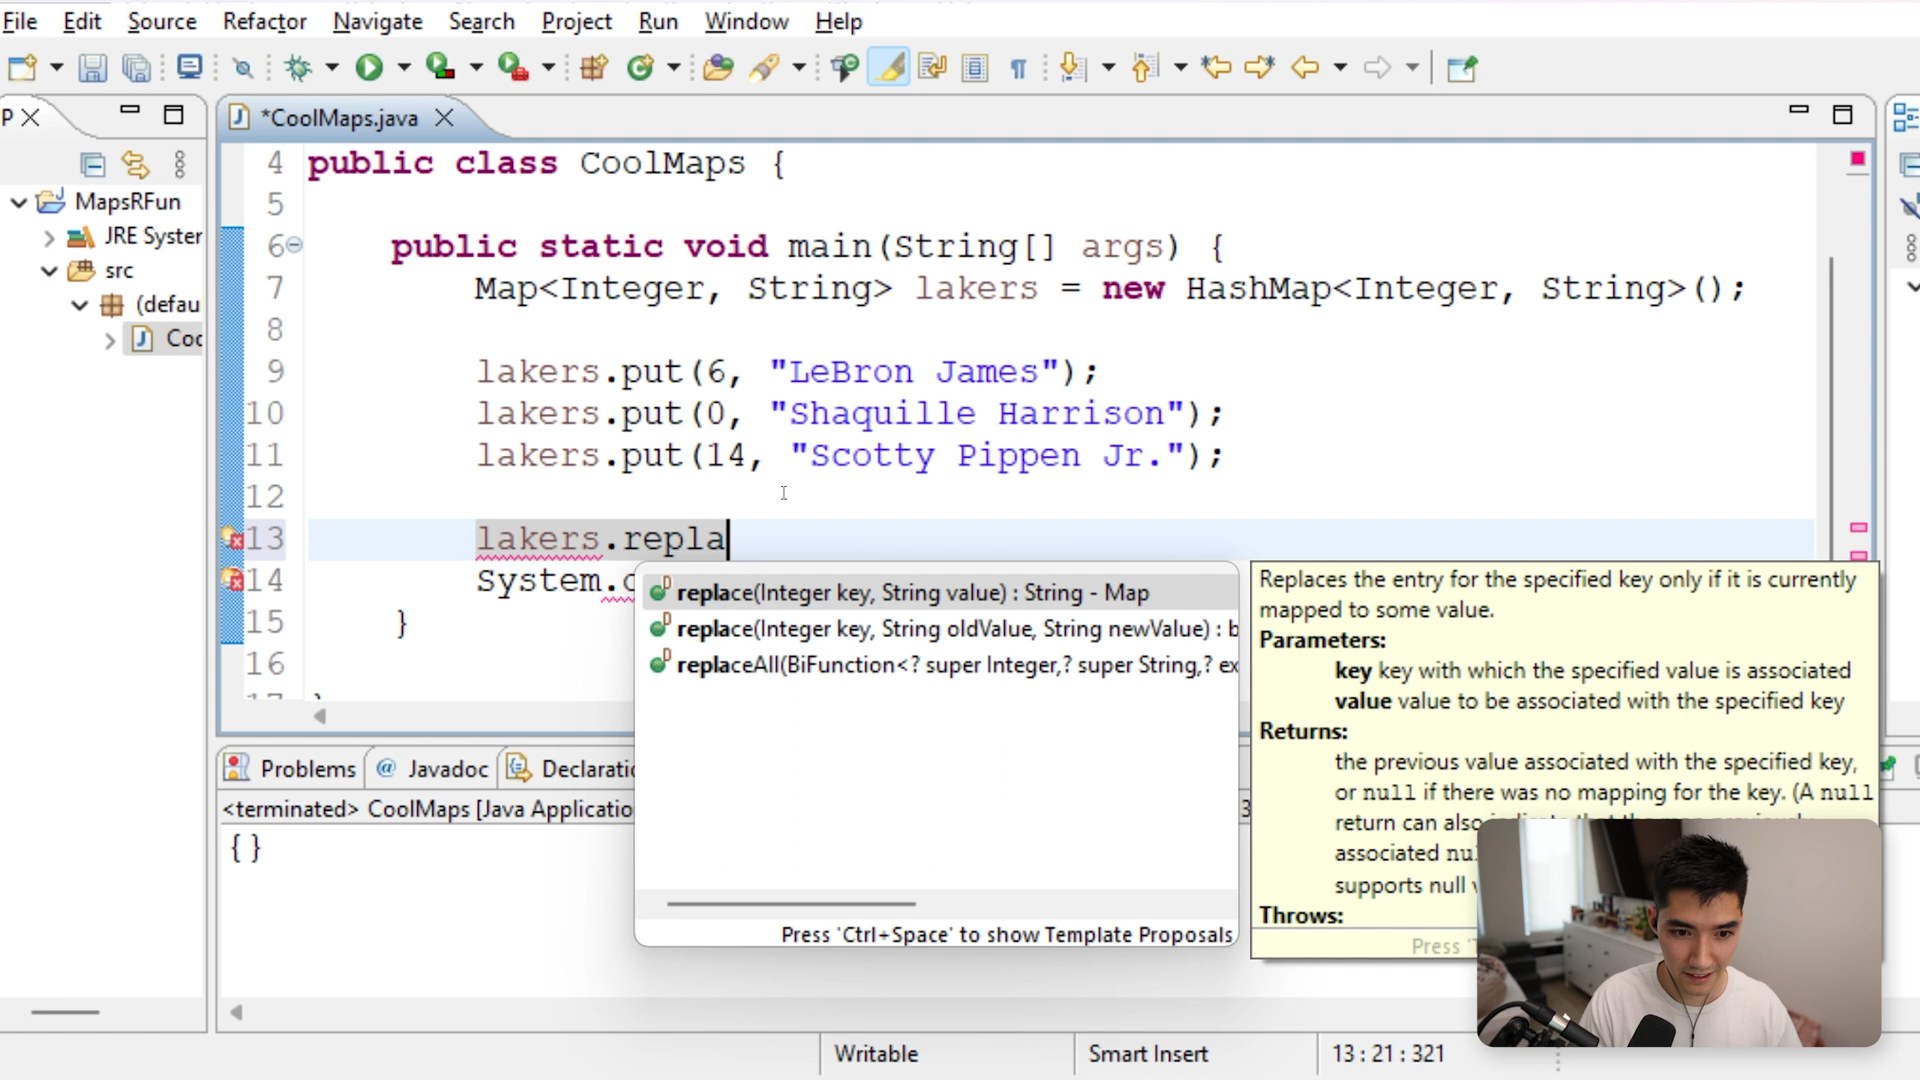 File Edit Source Refactor Navigate Search Project Run Window Help
P
*CoolMaps.java
MapsRFun
JRE Syster
src
(defau
4 public class CoolMaps {
5
6 public static void main(String[] args) {
7 Map<Integer, String> lakers = new HashMap<Integer, String>();
8
9 lakers.put(6, "LeBron James");
10 lakers.put(0, "Shaquille Harrison");
11 lakers.put(14, "Scotty Pippen Jr.");
12
13 lakers.repla
14 System.
15 }
16
replace(Integer key, String value) : String - Map
replace(Integer key, String oldValue, String newValue) : b
replaceAll(BiFunction<? super Integer,? super String,? ex
Press 'Ctrl+Space' to show Template Proposals
Replaces the entry for the specified key only if it is currently
mapped to some value.
Parameters:
key key with which the specified value is associated
value value to be associated with the specified key
Returns:
the previous value associated with the specified key,
or null if there was no mapping for the key. (A null
return can also
associated
supports null
Throws:
Press
Problems Javadoc Declaratio
<terminated> CoolMaps [Java Applicatio
{}
Writable Smart Insert 13 : 21 : 321